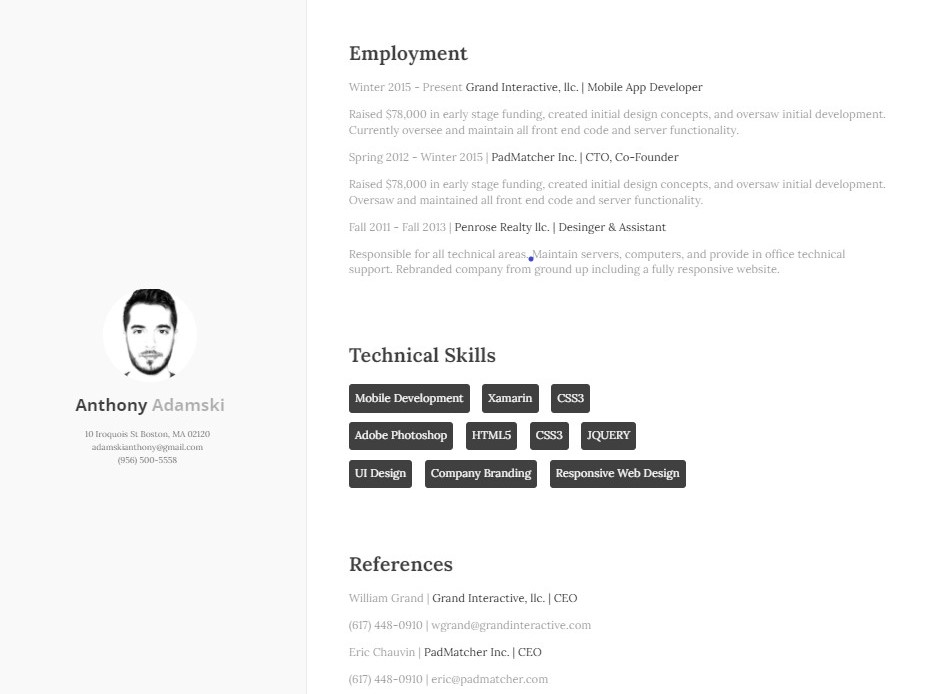 Anthony Adamski
10 Iroquois St Boston, MA 02120
adamskianthony@gmail.com
(956) 500-5558
Employment
Winter 2015 - Present Grand Interactive, llc. | Mobile App Developer
Raised $78,000 in early stage funding, created initial design concepts, and oversaw initial development.
Currently oversee and maintain all front end code and server functionality.
Spring 2012 - Winter 2015 | PadMatcher Inc. | CTO, Co-Founder
Raised $78,000 in early stage funding, created initial design concepts, and oversaw initial development.
Oversaw and maintained all front end code and server functionality.
Fall 2011 - Fall 2013 | Penrose Realty llc. | Desinger & Assistant
Responsible for all technical areas. Maintain servers, computers, and provide in office technical
support. Rebranded company from ground up including a fully responsive website.
Technical Skills
Mobile Development Xamarin CSS3
Adobe Photoshop HTML5 CSS3 JQUERY
UI Design Company Branding Responsive Web Design
References
William Grand | Grand Interactive, llc. | CEO
(617) 448-0910 | wgrand@grandinteractive.com
Eric Chauvin | PadMatcher Inc. | CEO
(617) 448-0910 | eric@padmatcher.com